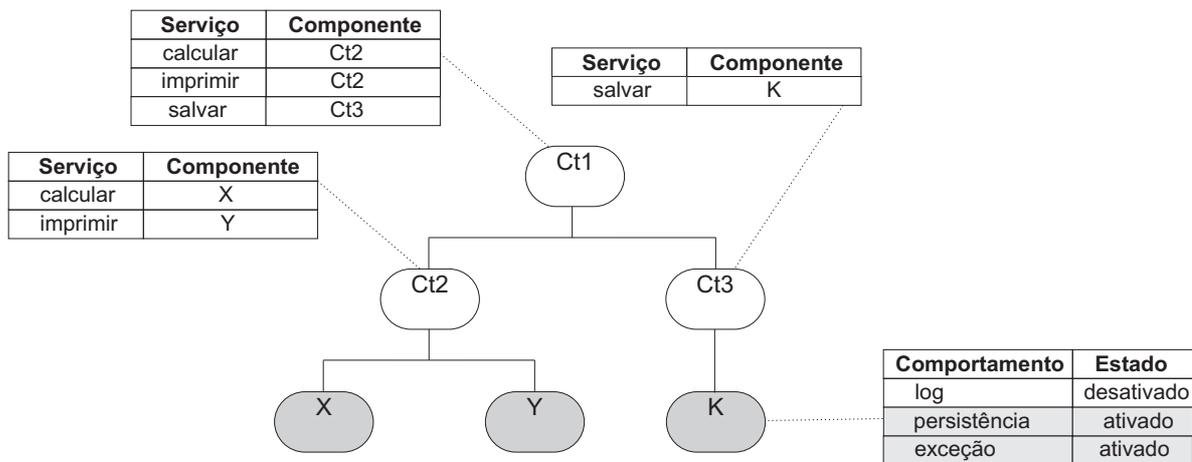 Serviço Componente
calcular Ct2
imprimir Ct2
salvar Ct3
Serviço Componente
salvar K
Serviço Componente
calcular X
imprimir Y
Ct1
Ct2
Ct3
X
Y
K
Comportamento Estado
log desativado
persistência ativado
exceção ativado